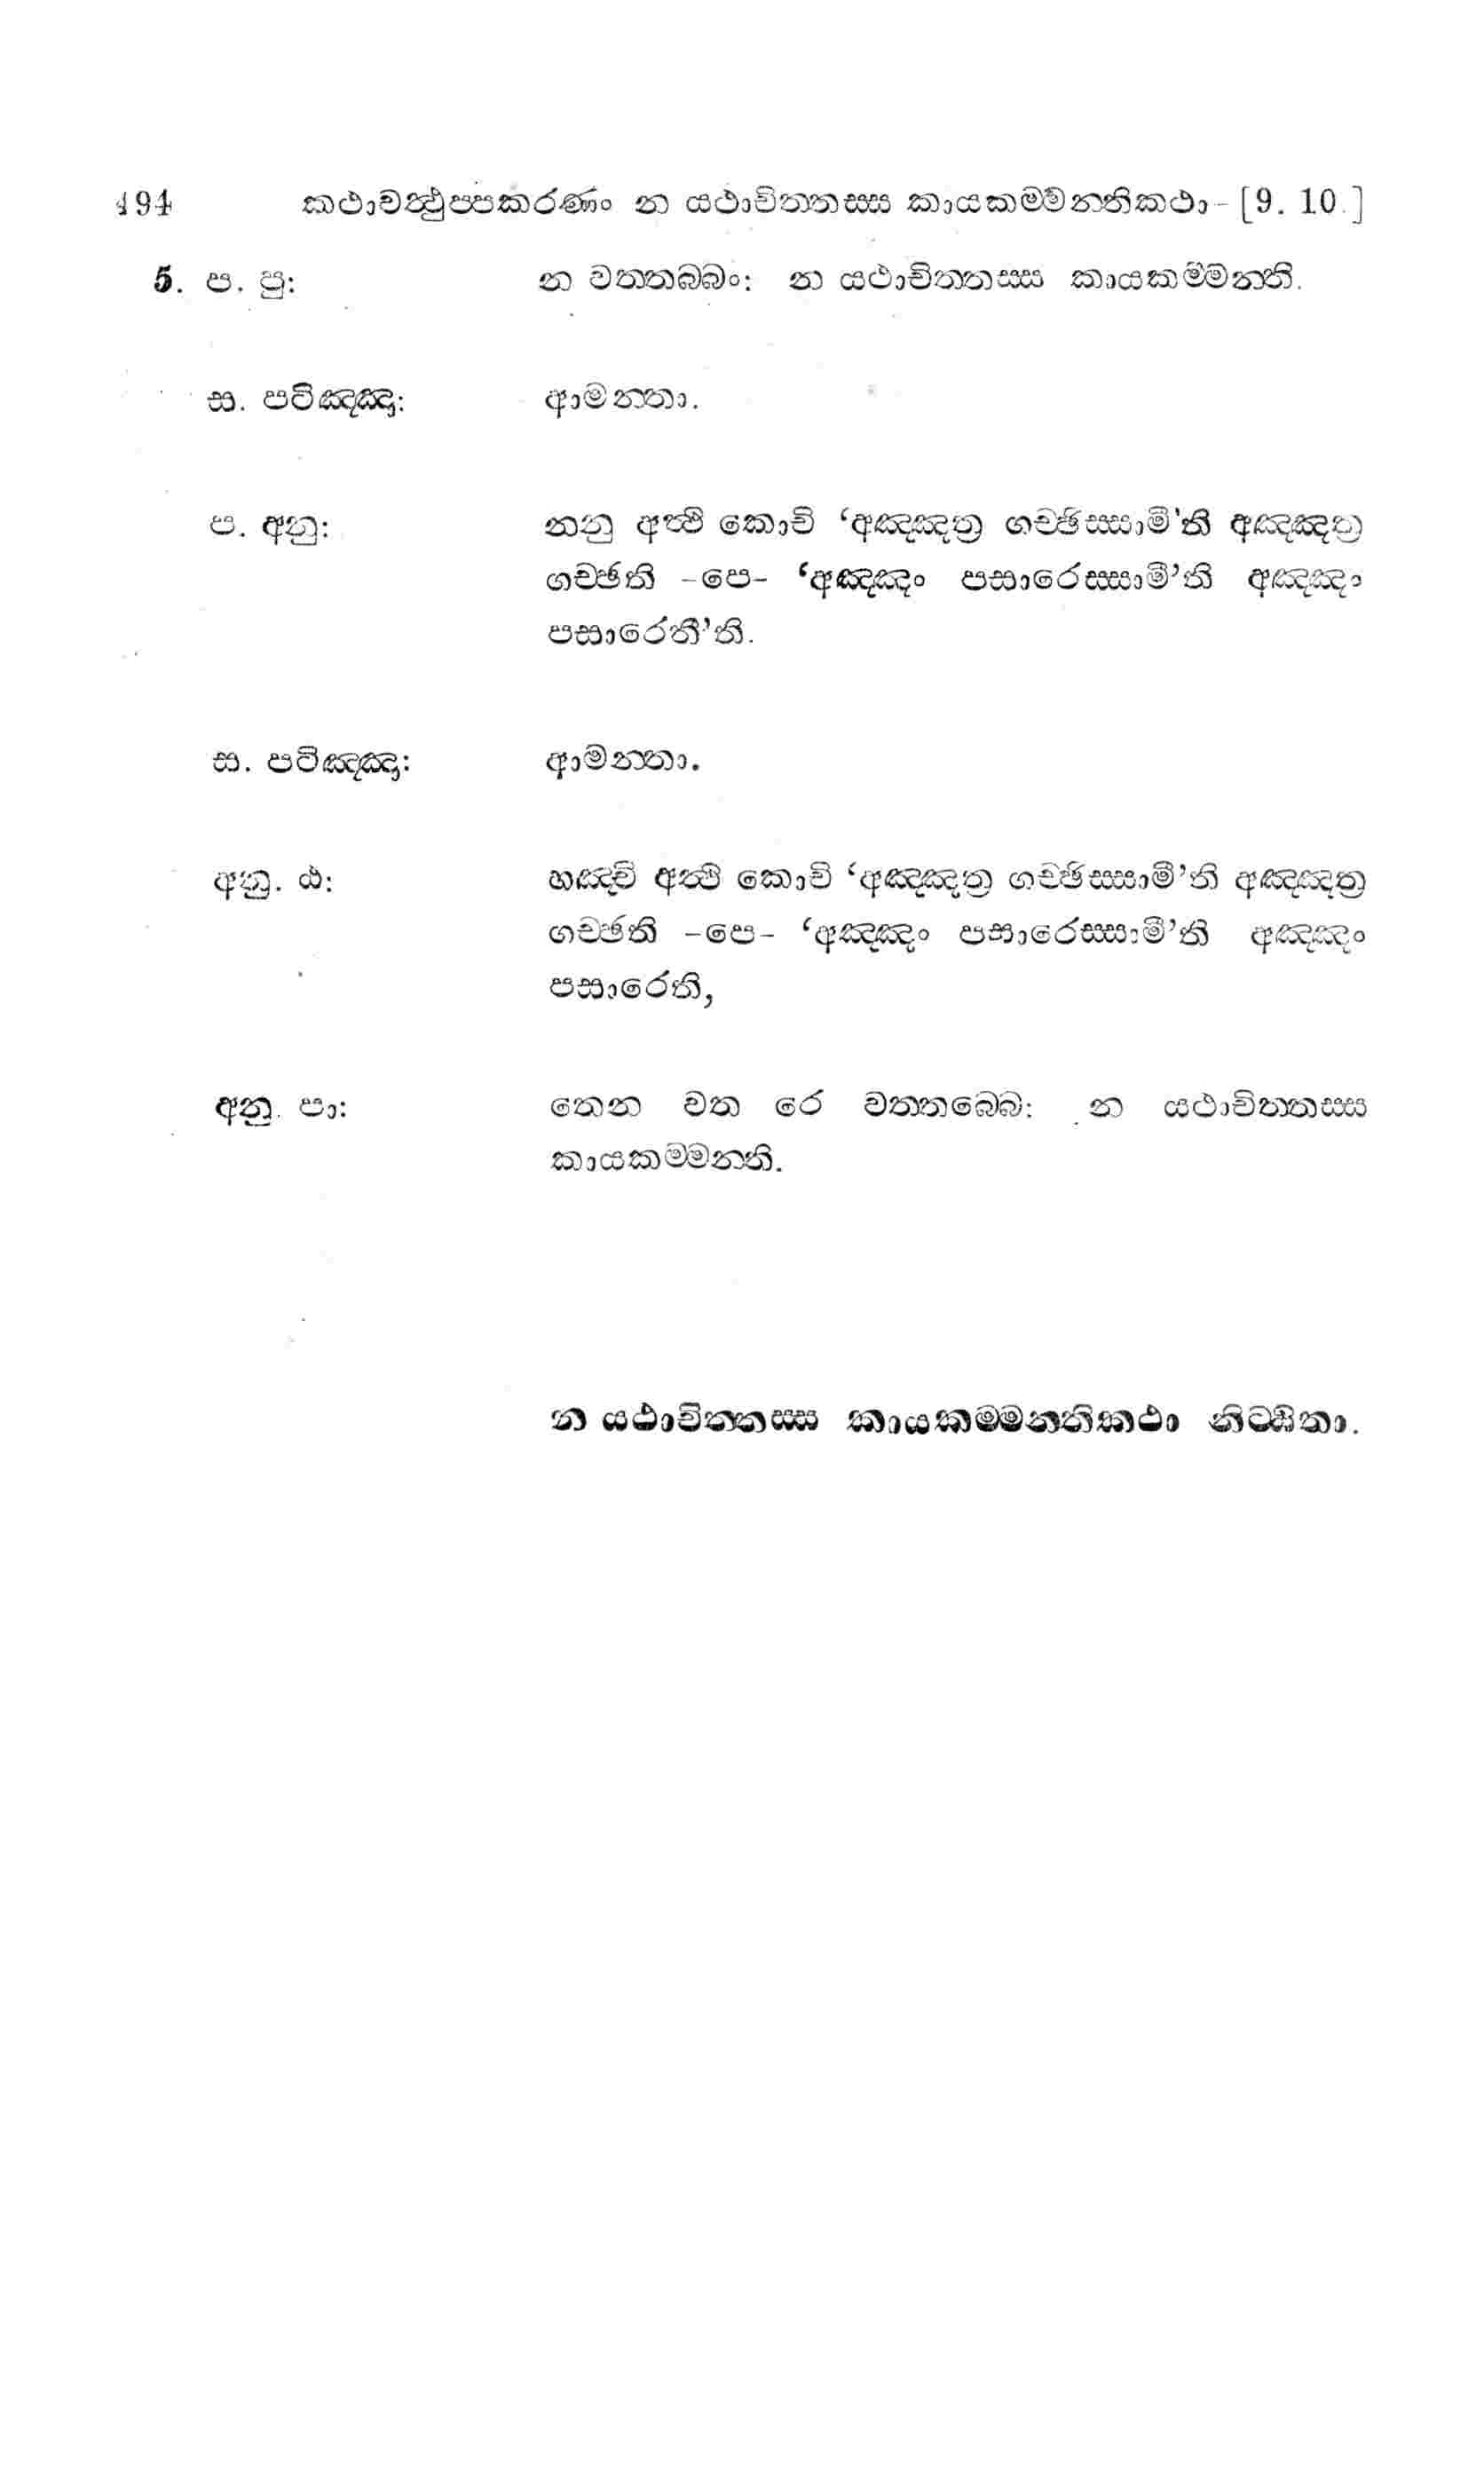 494 කථාවත්‍ථුප්පකරණං න යථාචිත්තස්ස කායකම්මන්තිකථා - [9. 10.]
5. ප. පු: න වත්තබ්බං: න යථාචිත්තස්ස කායකම්මන්ති.
ස. පටිඤ්ඤා: ආමන්තා.
ප. අනු: නනු අත්‍ථි කොචි ‘අඤ්ඤත්‍ර ගච්ඡිස්සාමී'ති අඤ්ඤත්‍ර
ගච්ඡති -පෙ- ‘අඤ්ඤං පසාරෙස්සාමී’ති අඤ්ඤං
පසාරෙතී’ති.
ස. පටිඤ්ඤා: ආමන්තා.
අනු. ඨ: හඤ්චි අත්‍ථි කොචි ‘අඤ්ඤත්‍ර ගච්ඡිස්සාමී’ති අඤ්ඤත්‍ර
ගච්ඡති -පෙ- ‘අඤ්ඤං පසාරෙස්සාමී’ති අඤ්ඤං
පසාරෙති,
අනු. පා: තෙන වත රෙ වත්තබ්බෙ: න යථාචිත්තස්ස
කායකම්මන්ති.
න යථාචිත්තස්ස කායකම්මන්තිකථා නිට්ඨිතා.